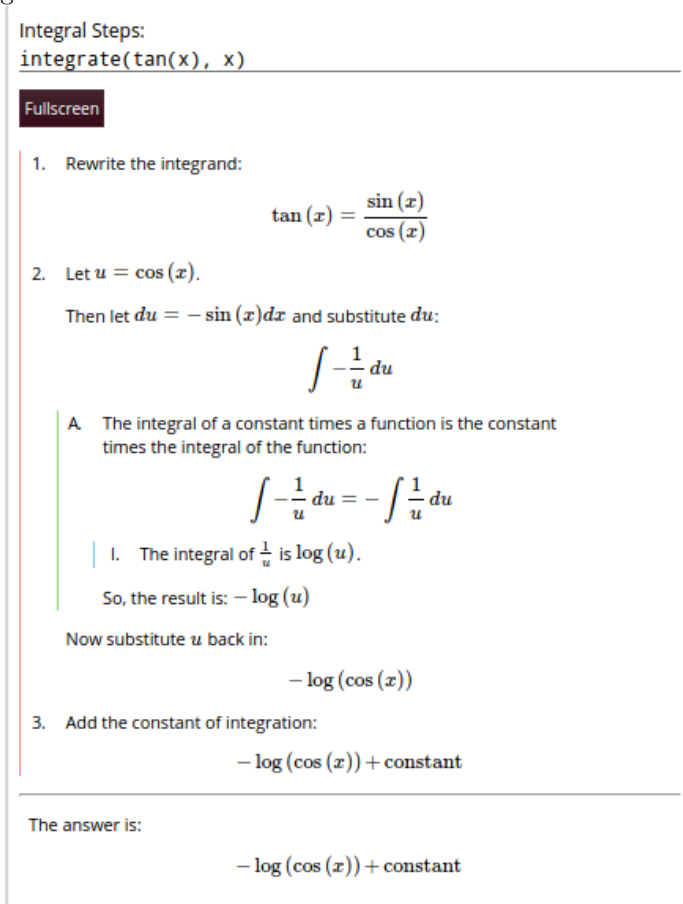 Integral Steps:
integrate(tan(x), x)
Fullscreen
1. Rewrite the integrand:
tan (x) = sin (x) / cos (x)
2. Let u = cos (x).
Then let du = − sin (x)dx and substitute du:
∫ −1/u du
A. The integral of a constant times a function is the constant
times the integral of the function:
∫ −1/u du = − ∫ 1/u du
I. The integral of 1/u is log (u).
So, the result is: − log (u)
Now substitute u back in:
− log (cos (x))
3. Add the constant of integration:
− log (cos (x)) + constant
The answer is:
− log (cos (x)) + constant